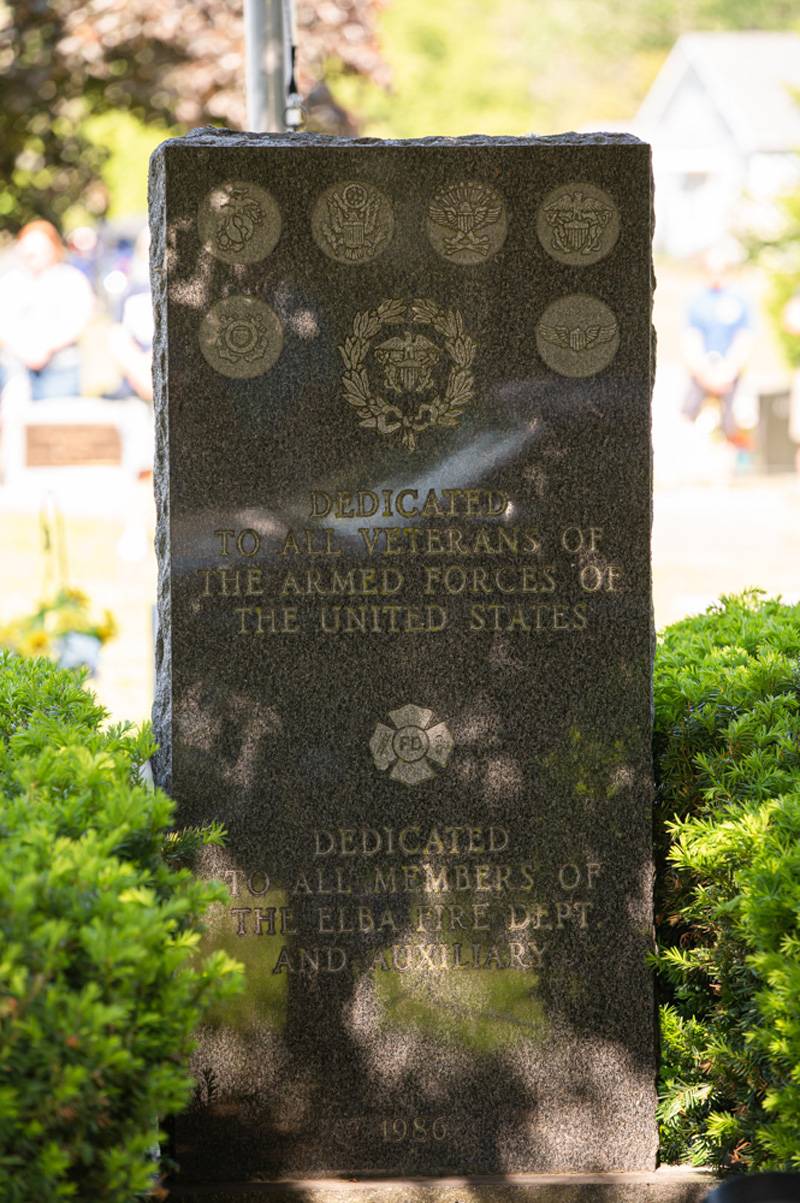 DEDICATED
TO ALL VETERANS OF
THE ARMED FORCES OF
THE UNITED STATES
FD
DEDICATED
TO ALL MEMBERS OF
THE ELBA FIRE DEPT.
AND AUXILIARY
1986